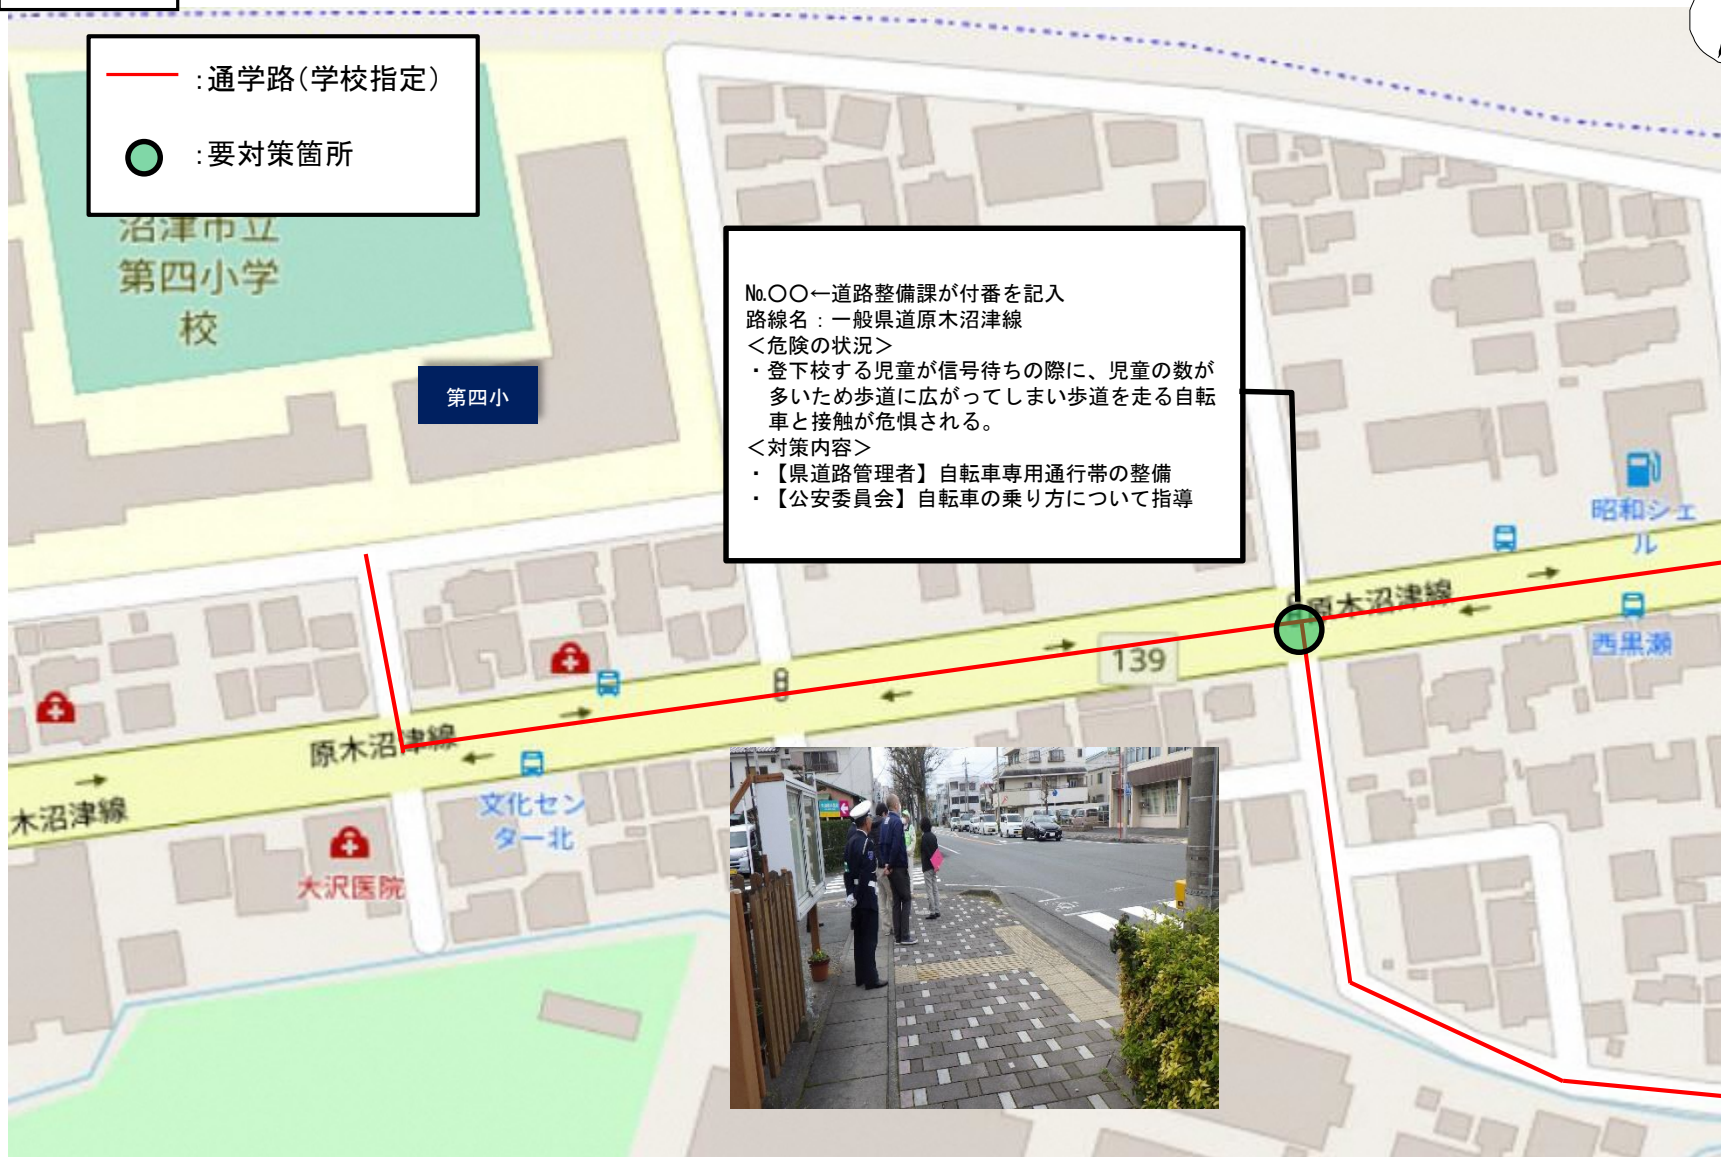 ：通学路（学校指定）
：要対策箇所
沼津市立
第四小学
校
第四小
No.〇〇←道路整備課が付番を記入
路線名：一般県道原木沼津線
＜危険の状況＞
・登下校する児童が信号待ちの際に、児童の数が
多いため歩道に広がってしまい歩道を走る自転
車と接触が危惧される。
＜対策内容＞
・【県道路管理者】自転車専用通行帯の整備
・【公安委員会】自転車の乗り方について指導
昭和シェ
ル
原木沼津線
西黒瀬
139
原木沼津線
木沼津線
文化セン
ター北
大沢医院